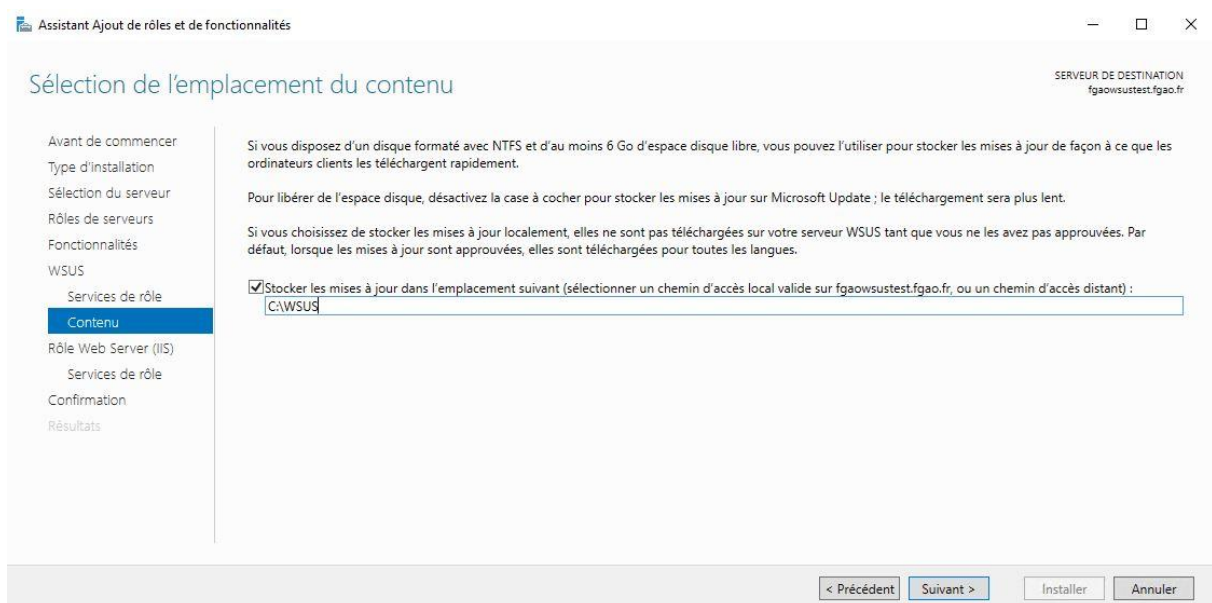 Assistant Ajout de rôles et de fonctionnalités
Sélection de l'emplacement du contenu
SERVEUR DE DESTINATION
fgaowsustest.fgao.fr
Avant de commencer
Type d'installation
Sélection du serveur
Rôles de serveurs
Fonctionnalités
WSUS
Services de rôle
Contenu
Rôle Web Server (IIS)
Services de rôle
Confirmation
Résultats
Si vous disposez d'un disque formaté avec NTFS et d'au moins 6 Go d'espace disque libre, vous pouvez l'utiliser pour stocker les mises à jour de façon à ce que les
ordinateurs clients les téléchargent rapidement.
Pour libérer de l'espace disque, désactivez la case à cocher pour stocker les mises à jour sur Microsoft Update ; le téléchargement sera plus lent.
Si vous choisissez de stocker les mises à jour localement, elles ne sont pas téléchargées sur votre serveur WSUS tant que vous ne les avez pas approuvées. Par
défaut, lorsque les mises à jour sont approuvées, elles sont téléchargées pour toutes les langues.
Stocker les mises à jour dans l'emplacement suivant (sélectionner un chemin d'accès local valide sur fgaowsustest.fgao.fr, ou un chemin d'accès distant) :
C:\WSUS
< Précédent
Suivant >
Installer
Annuler